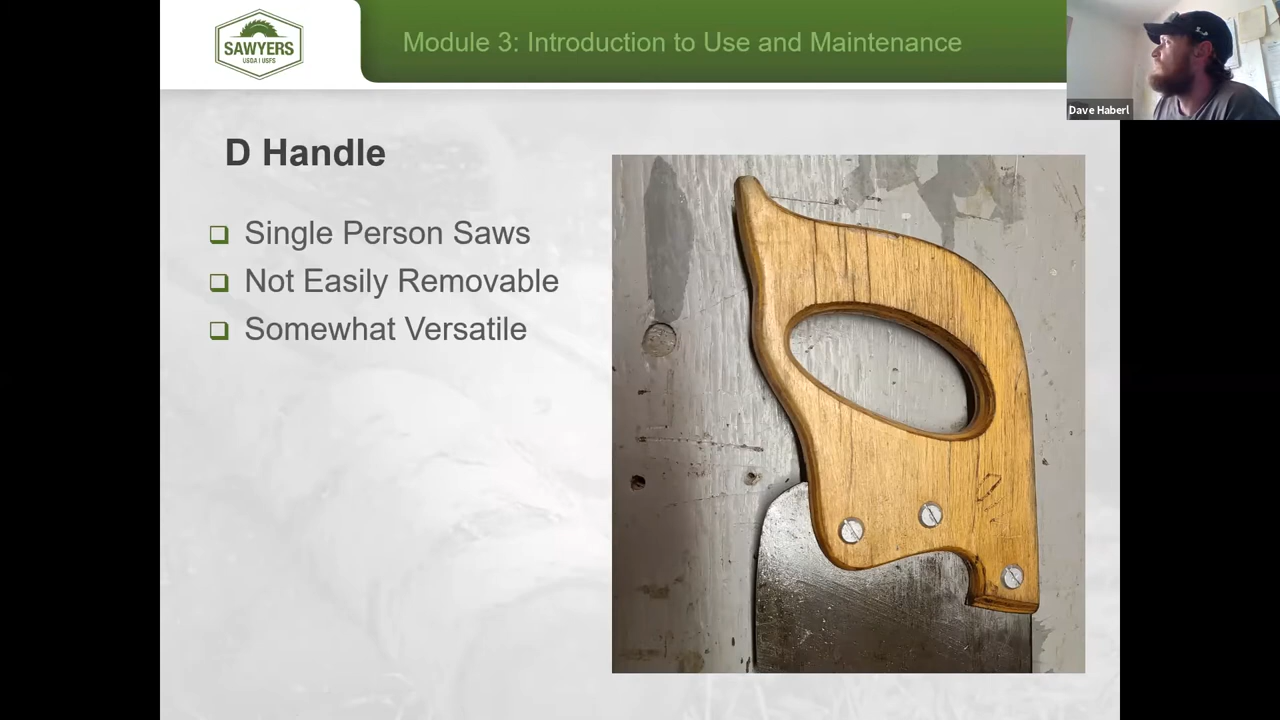 SAWYERS
USDA | USFS
Module 3: Introduction to Use and Maintenance
Dave Haberl
D Handle
Single Person Saws
Not Easily Removable
Somewhat Versatile